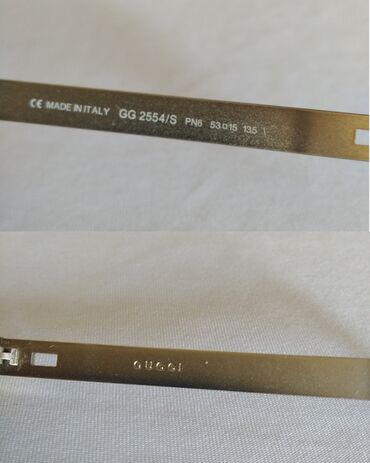 CE MADE IN ITALY GG 2554/S PN6 53□15 135
GUCCI